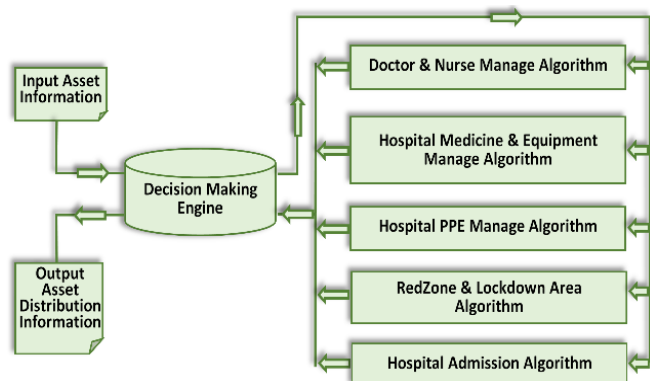 Input Asset
Information
Decision Making
Engine
Output
Asset
Distribution
Information
Doctor & Nurse Manage Algorithm
Hospital Medicine & Equipment
Manage Algorithm
Hospital PPE Manage Algorithm
RedZone & Lockdown Area
Algorithm
Hospital Admission Algorithm